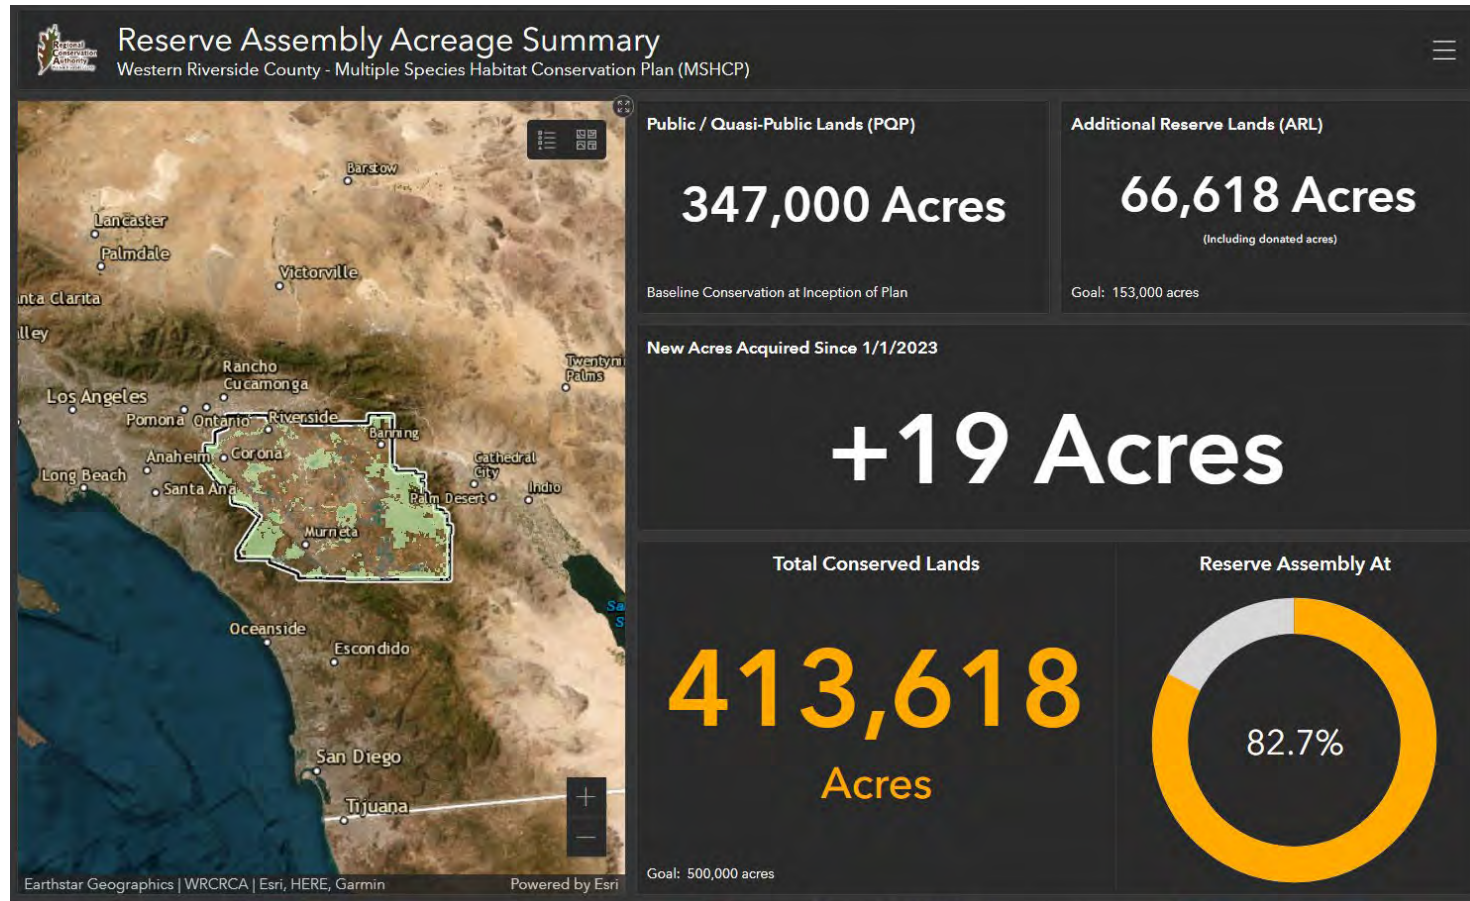 Regional
Conservation
Authority
Reserve Assembly Acreage Summary
Western Riverside County - Multiple Species Habitat Conservation Plan (MSHCP)
Barstow
Lancaster
Palmdale
Victorville
nta Clarita
lley
Rancho
Cucamonga
Twentyni
Palms
Los Angeles
Pomona
Ontario
Riverside
Banning
Anaheim
Corona
Cathedral
City
Long Beach
Santa Ana
Palm Desert
Indio
Murrieta
Sa
S
Oceanside
Escondido
San Diego
Tijuana
Earthstar Geographics | WRCRCA | Esri, HERE, Garmin
Powered by Esri
Public / Quasi-Public Lands (PQP)
347,000 Acres
Baseline Conservation at Inception of Plan
Additional Reserve Lands (ARL)
66,618 Acres
(Including donated acres)
Goal: 153,000 acres
New Acres Acquired Since 1/1/2023
+19 Acres
Total Conserved Lands
413,618
Acres
Goal: 500,000 acres
Reserve Assembly At
82.7%